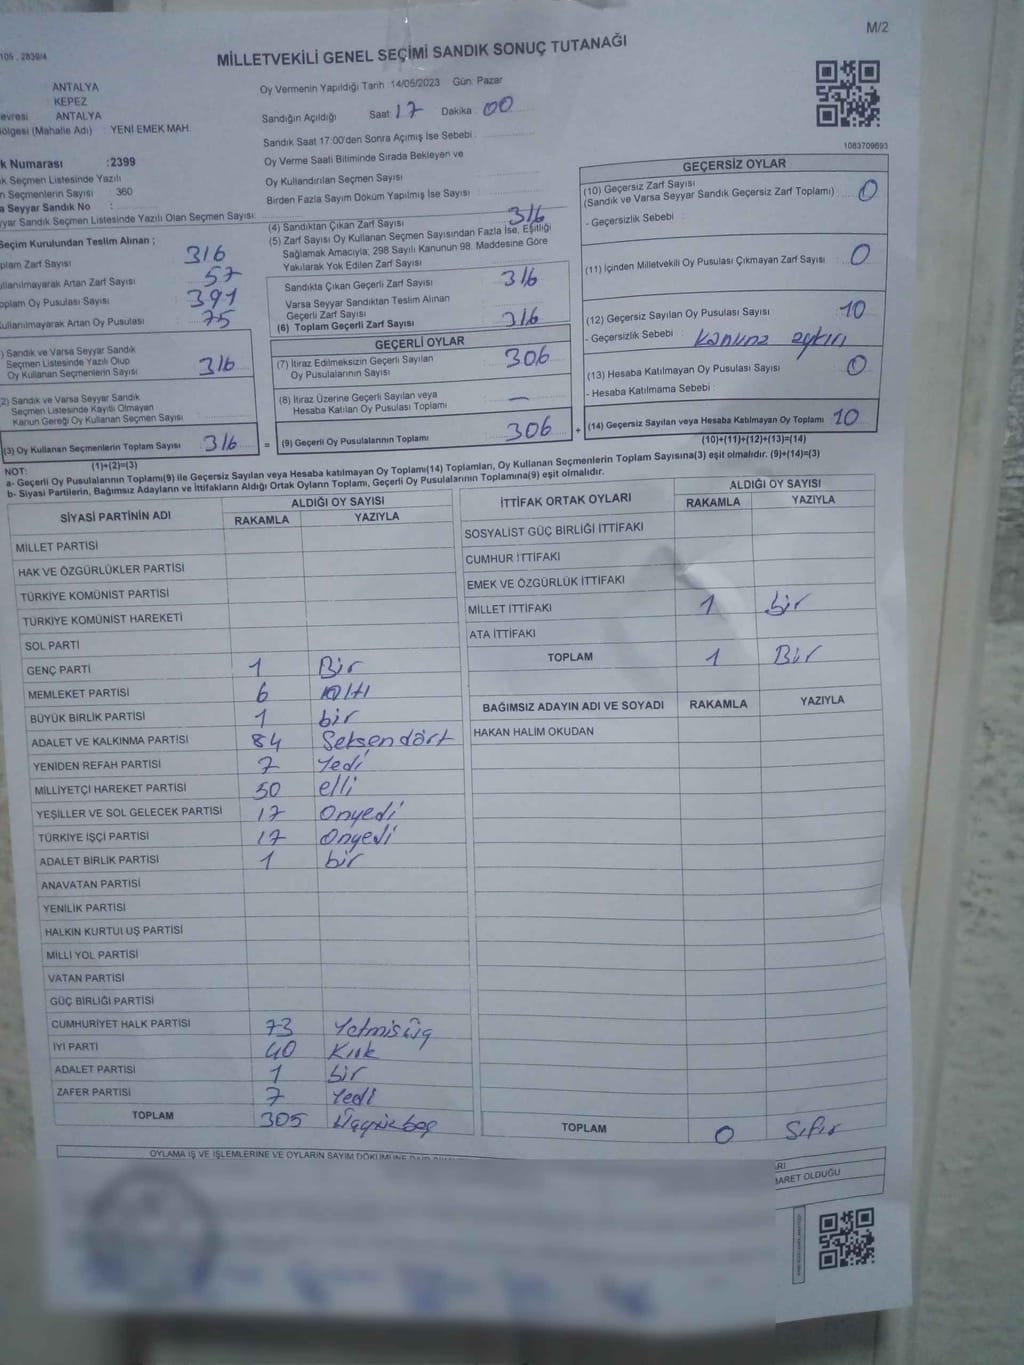 M/2
105 . 2839/4
MİLLETVEKİLİ GENEL SEÇİMİ SANDIK SONUÇ TUTANAĞI
ANTALYA
KEPEZ
ANTALYA
ölgesi (Mahalle Adı) : YENİ EMEK MAH.
k Numarası :2399
k Seçmen Listesinde Yazılı
n Seçmenlerin Sayısı 360
a Seyyar Sandık No :
yyar Sandık Seçmen Listesinde Yazılı Olan Seçmen Sayısı:
Oy Vermenin Yapıldığı Tarih :14/05/2023 Gün: Pazar
Sandığın Açıldığı Saat 17 Dakika 00
Sandık Saat 17:00'den Sonra Açımış İse Sebebi :
Oy Verme Saati Bitiminde Sırada Bekleyen ve
Oy Kullandırılan Seçmen Sayısı
Birden Fazla Sayım Döküm Yapılmış İse Sayısı
1083709693
Seçim Kurulundan Teslim Alınan ;
plam Zarf Sayısı 316
ullanılmayarak Artan Zarf Sayısı 57
oplam Oy Pusulası Sayısı 391
ullanılmayarak Artan Oy Pusulası 75
) Sandık ve Varsa Seyyar Sandık
Seçmen Listesinde Yazılı Olup
Oy Kullanan Seçmenlerin Sayısı 316
2) Sandık ve Varsa Seyyar Sandık
Seçmen Listesinde Kayıtlı Olmayan
Kanun Gereği Oy Kullanan Seçmen Sayısı
(3) Oy Kullanan Seçmenlerin Toplam Sayısı 316 =
(1)+(2)=(3)
(4) Sandıktan Çıkan Zarf Sayısı 316
(5) Zarf Sayısı Oy Kullanan Seçmen Sayısından Fazla İse, Eşitliği
Sağlamak Amacıyla, 298 Sayılı Kanunun 98. Maddesine Göre
Yakılarak Yok Edilen Zarf Sayısı
Sandıkta Çıkan Geçerli Zarf Sayısı 316
Varsa Seyyar Sandıktan Teslim Alınan
Geçerli Zarf Sayısı
(6) Toplam Geçerli Zarf Sayısı 316
GEÇERLİ OYLAR
(7) İtiraz Edilmeksizin Geçerli Sayılan
Oy Pusulalarının Sayısı 306
(8) İtiraz Üzerine Geçerli Sayılan veya
Hesaba Katılan Oy Pusulası Toplamı —
(9) Geçerli Oy Pusulalarının Toplamı 306 +
GEÇERSİZ OYLAR
(10) Geçersiz Zarf Sayısı
(Sandık ve Varsa Seyyar Sandık Geçersiz Zarf Toplamı) 0
- Geçersizlik Sebebi :
(11) İçinden Milletvekili Oy Pusulası Çıkmayan Zarf Sayısı 0
(12) Geçersiz Sayılan Oy Pusulası Sayısı 10
- Geçersizlik Sebebi : Kanuna aykırı
(13) Hesaba Katılmayan Oy Pusulası Sayısı 0
- Hesaba Katılmama Sebebi :
(14) Geçersiz Sayılan veya Hesaba Katılmayan Oy Toplamı 10
(10)+(11)+(12)+(13)=(14)
NOT:
a- Geçerli Oy Pusulalarının Toplamı(9) ile Geçersiz Sayılan veya Hesaba katılmayan Oy Toplamı(14) Toplamları, Oy Kullanan Seçmenlerin Toplam Sayısına(3) eşit olmalıdır. (9)+(14)=(3)
b- Siyasi Partilerin, Bağımsız Adayların ve İttifakların Aldığı Ortak Oyların Toplamı, Geçerli Oy Pusulalarının Toplamına(9) eşit olmalıdır.
SİYASİ PARTİNİN ADI
ALDIĞI OY SAYISI
RAKAMLA YAZIYLA
MİLLET PARTİSİ
HAK VE ÖZGÜRLÜKLER PARTİSİ
TÜRKİYE KOMÜNİST PARTİSİ
TÜRKİYE KOMÜNİST HAREKETİ
SOL PARTİ
GENÇ PARTİ 1 Bir
MEMLEKET PARTİSİ 6 Altı
BÜYÜK BİRLİK PARTİSİ 1 bir
ADALET VE KALKINMA PARTİSİ 84 Seksendört
YENİDEN REFAH PARTİSİ 7 Yedi
MİLLİYETÇİ HAREKET PARTİSİ 50 elli
YEŞİLLER VE SOL GELECEK PARTİSİ 17 Onyedi
TÜRKİYE İŞÇİ PARTİSİ 17 Onyedi
ADALET BİRLİK PARTİSİ 1 bir
ANAVATAN PARTİSİ
YENİLİK PARTİSİ
HALKIN KURTULUŞ PARTİSİ
MİLLİ YOL PARTİSİ
VATAN PARTİSİ
GÜÇ BİRLİĞİ PARTİSİ
CUMHURİYET HALK PARTİSİ 73 Yetmişüç
İYİ PARTİ 40 Kırk
ADALET PARTİSİ 1 bir
ZAFER PARTİSİ 7 Yedi
TOPLAM 305 Üçyüzbeş
İTTİFAK ORTAK OYLARI
ALDIĞI OY SAYISI
RAKAMLA YAZIYLA
SOSYALİST GÜÇ BİRLİĞİ İTTİFAKI
CUMHUR İTTİFAKI
EMEK VE ÖZGÜRLÜK İTTİFAKI
MİLLET İTTİFAKI 1 bir
ATA İTTİFAKI
TOPLAM 1 Bir
BAĞIMSIZ ADAYIN ADI VE SOYADI RAKAMLA YAZIYLA
HAKAN HALİM OKUDAN
TOPLAM 0 Sıfır
OYLAMA İŞ VE İŞLEMLERİNE VE OYLARIN SAYIM DÖKÜMÜNE
ARI
BARET OLDUĞU